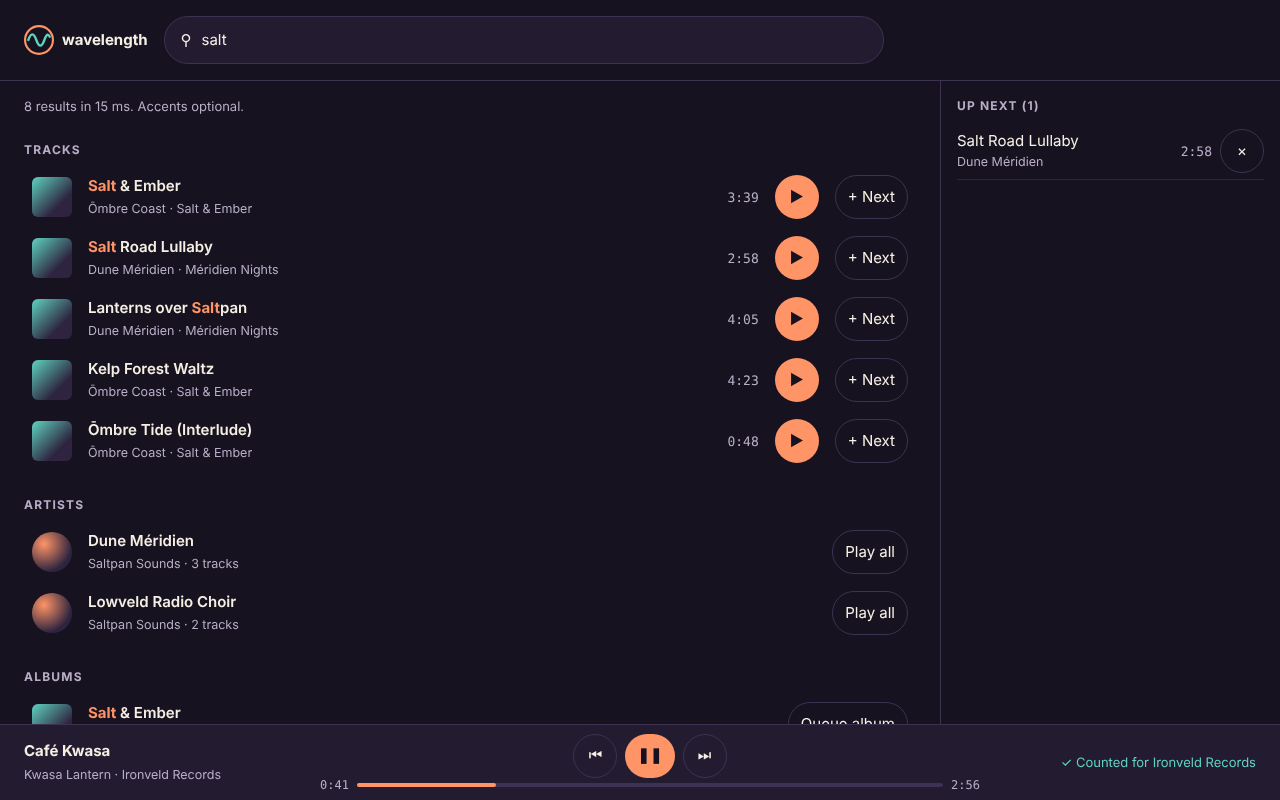 wavelength
salt
8 results in 15 ms. Accents optional.
TRACKS
Salt & Ember
Ōmbre Coast · Salt & Ember
3:39
+ Next
Salt Road Lullaby
Dune Méridien · Méridien Nights
2:58
+ Next
Lanterns over Saltpan
Dune Méridien · Méridien Nights
4:05
+ Next
Kelp Forest Waltz
Ōmbre Coast · Salt & Ember
4:23
+ Next
Ōmbre Tide (Interlude)
Ōmbre Coast · Salt & Ember
0:48
+ Next
ARTISTS
Dune Méridien
Saltpan Sounds · 3 tracks
Play all
Lowveld Radio Choir
Saltpan Sounds · 2 tracks
Play all
ALBUMS
Salt & Ember
Queue album
UP NEXT (1)
Salt Road Lullaby
Dune Méridien
2:58
×
Café Kwasa
Kwasa Lantern · Ironveld Records
0:41
2:56
✓ Counted for Ironveld Records